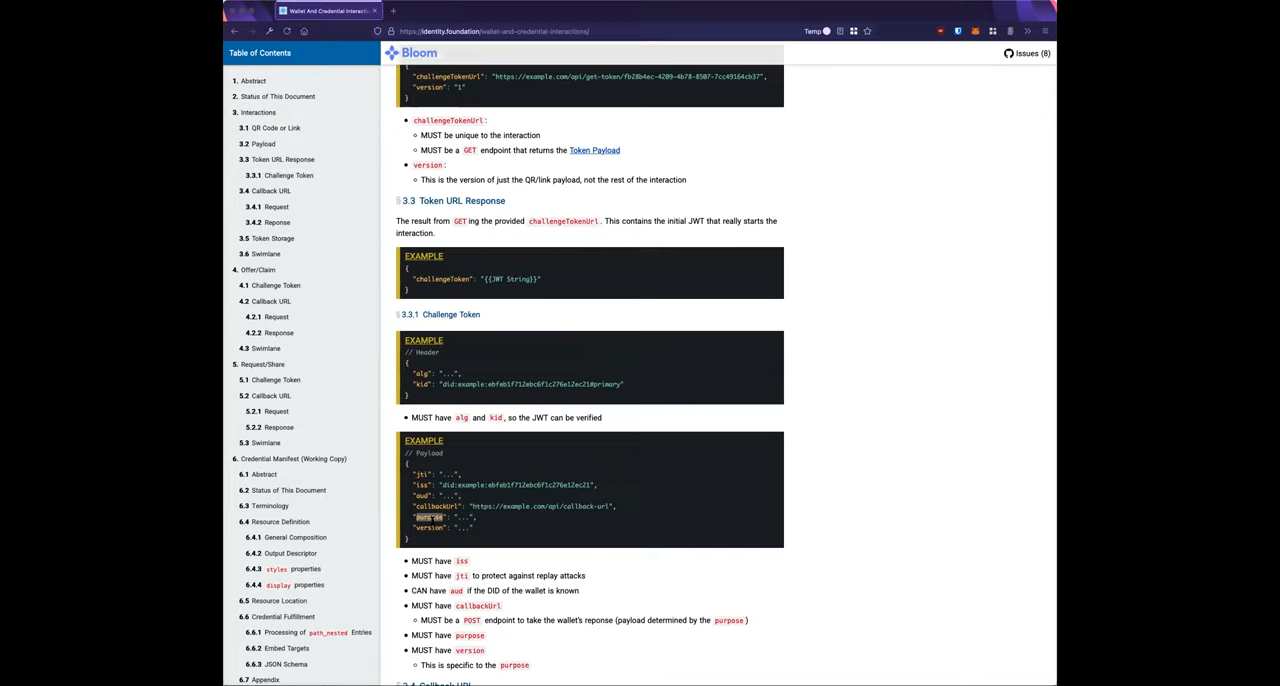 Wallet And Credential Interactio
https://identity.foundation/wallet-and-credential-interactions/
Temp
Table of Contents
Bloom
Issues (8)
1. Abstract
2. Status of This Document
3. Interactions
3.1 QR Code or Link
3.2 Payload
3.3 Token URL Response
3.3.1 Challenge Token
3.4 Callback URL
3.4.1 Request
3.4.2 Reponse
3.5 Token Storage
3.6 Swimlane
4. Offer/Claim
4.1 Challenge Token
4.2 Callback URL
4.2.1 Request
4.2.2 Response
4.3 Swimlane
5. Request/Share
5.1 Challenge Token
5.2 Callback URL
5.2.1 Request
5.2.2 Response
5.3 Swimlane
6. Credential Manifest (Working Copy)
6.1 Abstract
6.2 Status of This Document
6.3 Terminology
6.4 Resource Definition
6.4.1 General Composition
6.4.2 Output Descriptor
6.4.3 styles properties
6.4.4 display properties
6.5 Resource Location
6.6 Credential Fulfillment
6.6.1 Processing of path_nested Entries
6.6.2 Embed Targets
6.6.3 JSON Schema
6.7 Appendix
{
"challengeTokenUrl": "https://example.com/api/get-token/fb28b4ec-4209-4b78-8507-7cc49164cb37",
"version": "1"
}
• challengeTokenUrl:
MUST be unique to the interaction
MUST be a GET endpoint that returns the Token Payload
• version:
This is the version of just the QR/link payload, not the rest of the interaction
§ 3.3 Token URL Response
The result from GETing the provided challengeTokenUrl. This contains the initial JWT that really starts the
interaction.
EXAMPLE
{
"challengeToken": "{{JWT String}}"
}
§ 3.3.1 Challenge Token
EXAMPLE
// Header
{
"alg": "...",
"kid": "did:example:ebfeb1f712ebc6f1c276e12ec21#primary"
}
• MUST have alg and kid, so the JWT can be verified
EXAMPLE
// Payload
{
"jti": "...",
"iss": "did:example:ebfeb1f712ebc6f1c276e12ec21",
"aud": "...",
"callbackUrl": "https://example.com/api/callback-url",
"purpose": "...",
"version": "..."
}
• MUST have iss
• MUST have jti to protect against replay attacks
• CAN have aud if the DID of the wallet is known
• MUST have callbackUrl
MUST be a POST endpoint to take the wallet's reponse (payload determined by the purpose)
• MUST have purpose
• MUST have version
This is specific to the purpose
3.4 Callback URL